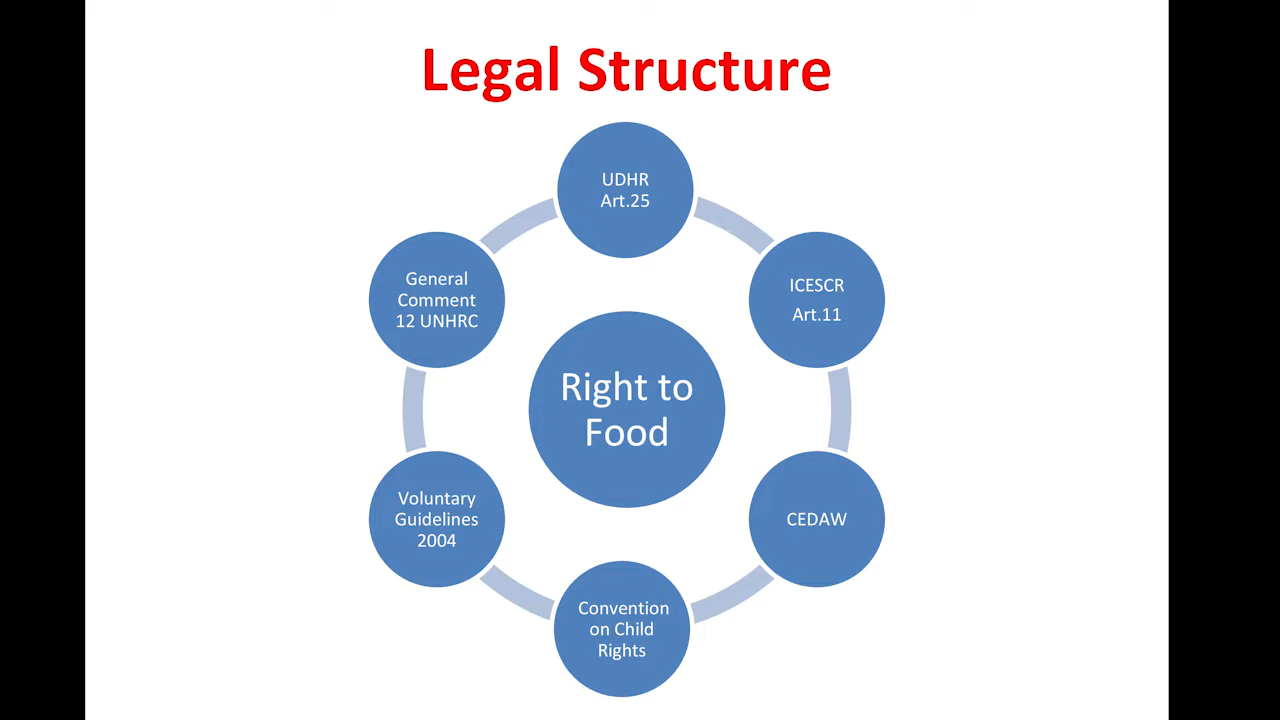 Legal Structure
UDHR
Art.25
ICESCR
Art.11
CEDAW
Convention
on Child
Rights
Voluntary
Guidelines
2004
General
Comment
12 UNHRC
Right to
Food